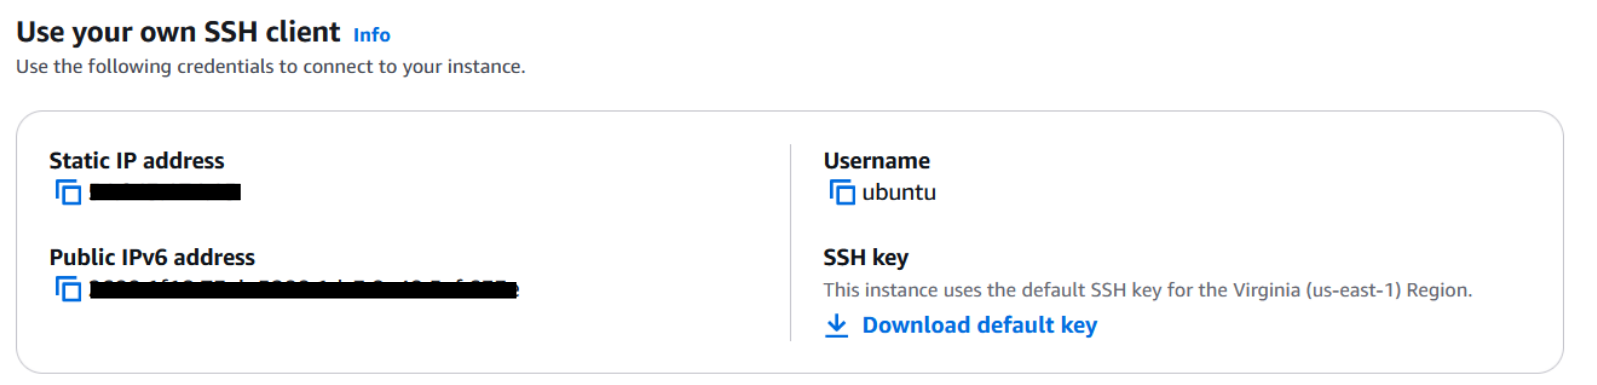 Use your own SSH client Info
Use the following credentials to connect to your instance.
Static IP address
Username
ubuntu
Public IPv6 address
SSH key
This instance uses the default SSH key for the Virginia (us-east-1) Region.
Download default key